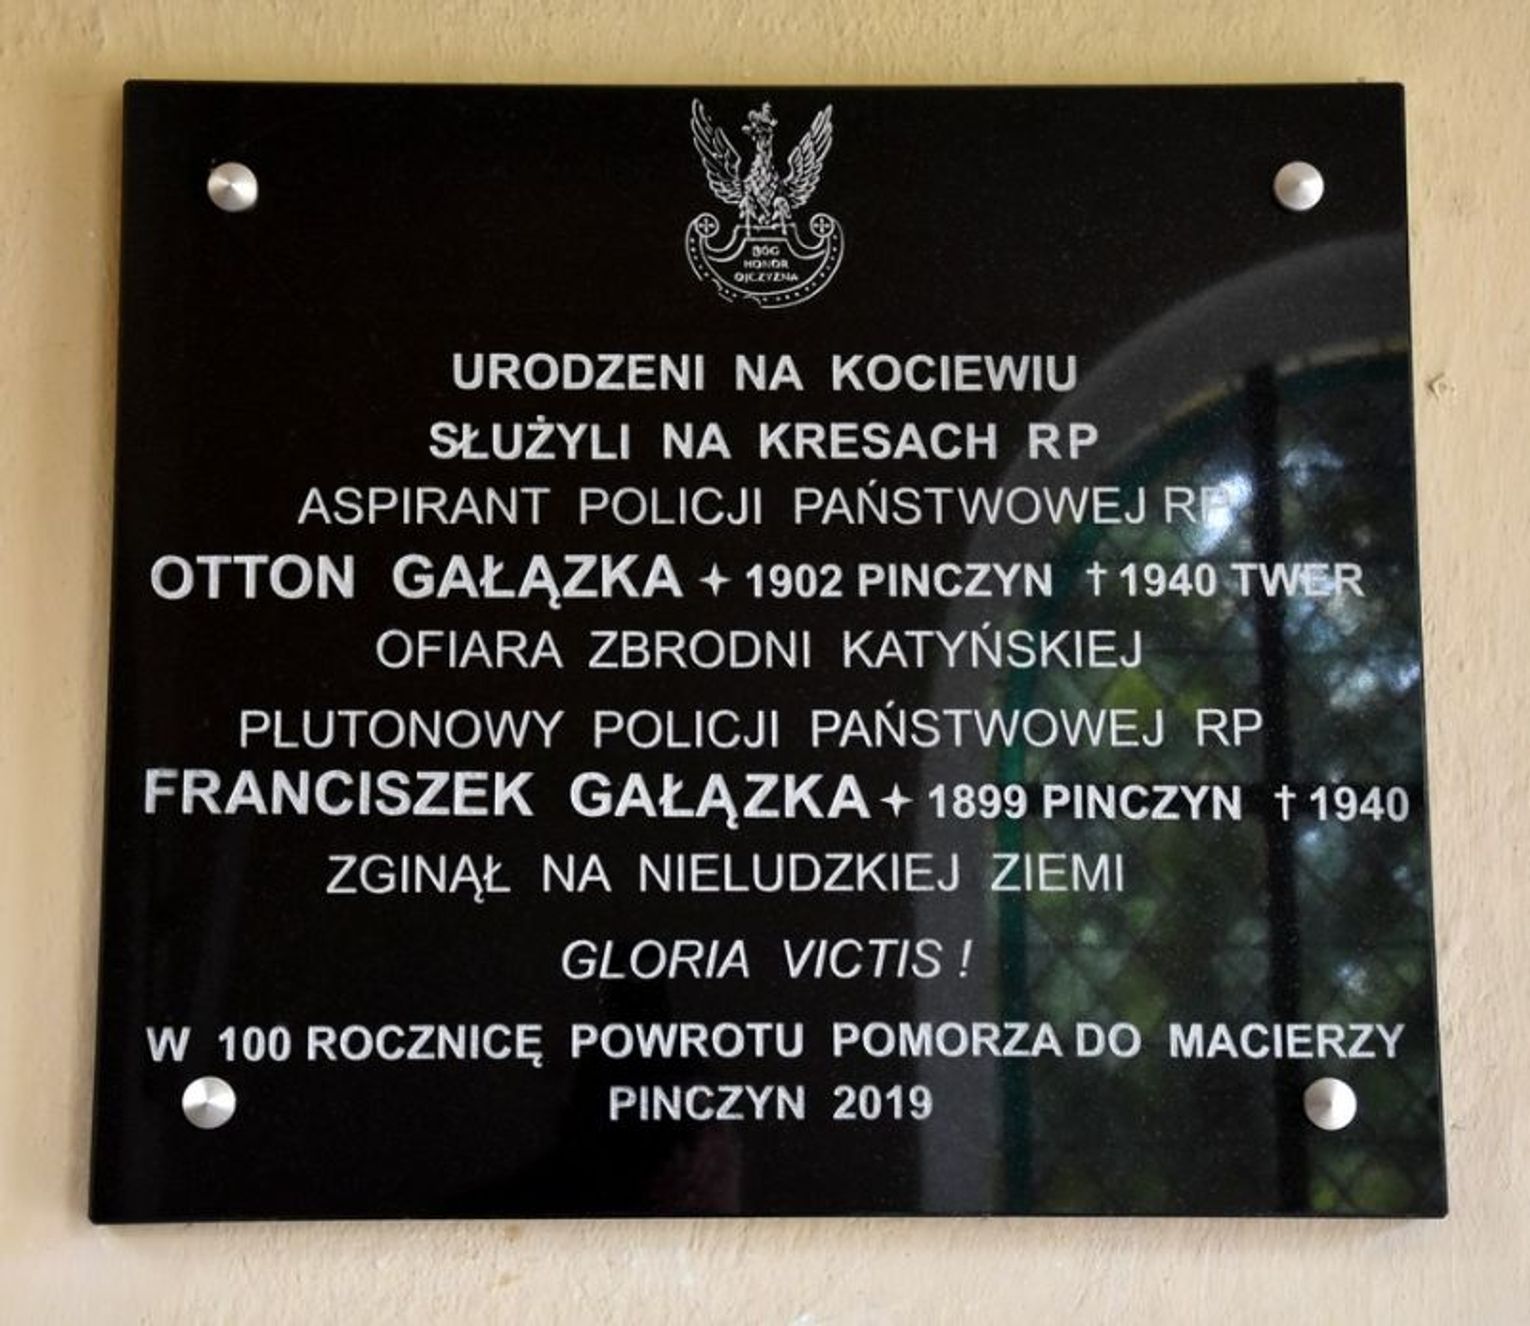 BÓG
HONOR
OJCZYZNA
URODZENI NA KOCIEWIU
SŁUŻYLI NA KRESACH RP
ASPIRANT POLICJI PAŃSTWOWEJ RP
OTTON GAŁĄZKA ✦ 1902 PINCZYN † 1940 TWER
OFIARA ZBRODNI KATYŃSKIEJ
PLUTONOWY POLICJI PAŃSTWOWEJ RP
FRANCISZEK GAŁĄZKA ✦ 1899 PINCZYN † 1940
ZGINĄŁ NA NIELUDZKIEJ ZIEMI
GLORIA VICTIS !
W 100 ROCZNICĘ POWROTU POMORZA DO MACIERZY
PINCZYN 2019